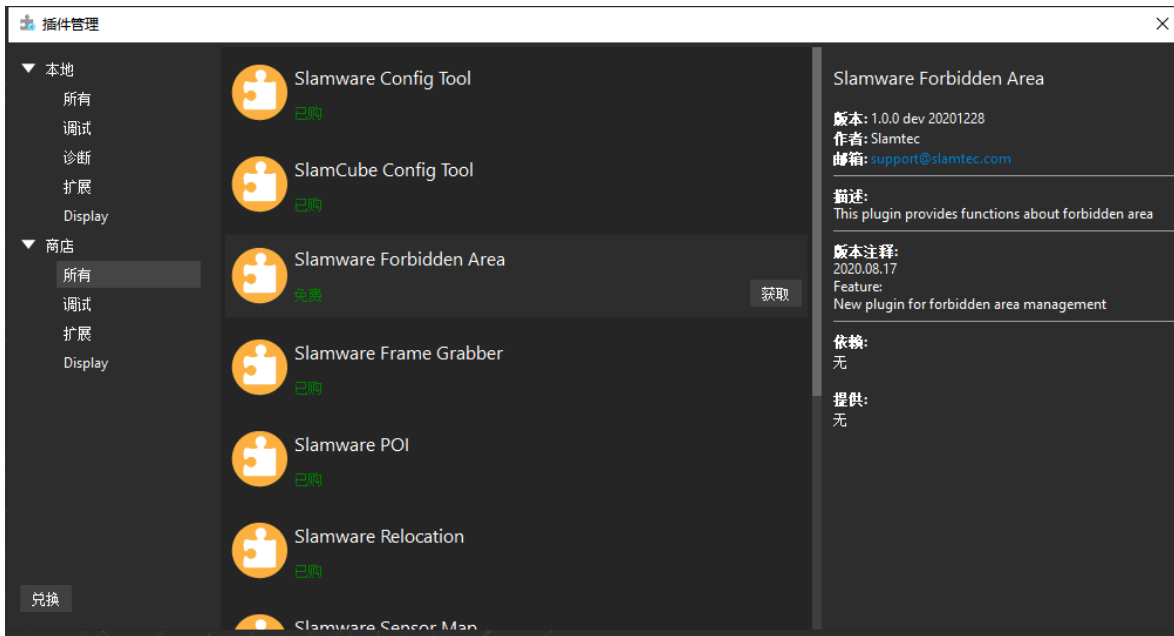 插件管理
本地
所有
调试
诊断
扩展
Display
商店
所有
调试
扩展
Display
兑换
Slamware Config Tool
已购
SlamCube Config Tool
已购
Slamware Forbidden Area
免费
获取
Slamware Frame Grabber
已购
Slamware POI
已购
Slamware Relocation
已购
Slamware Sensor Map
Slamware Forbidden Area
版本: 1.0.0 dev 20201228
作者: Slamtec
邮箱: support@slamtec.com
描述:
This plugin provides functions about forbidden area
版本注释:
2020.08.17
Feature:
New plugin for forbidden area management
依赖:
无
提供:
无